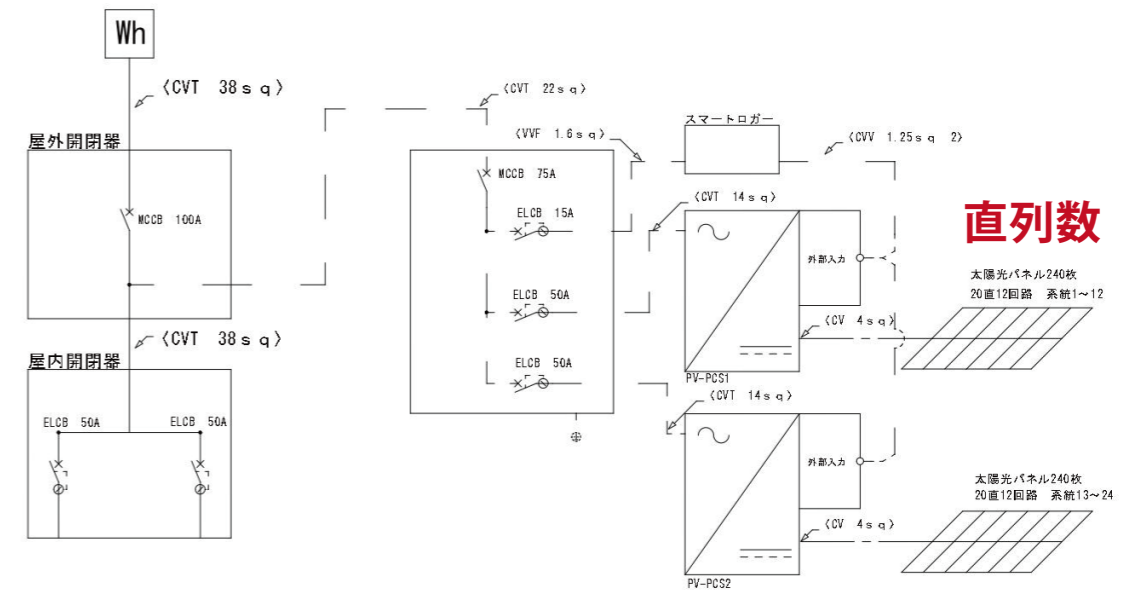 Wh
〈CVT 38sq〉
屋外開閉器
MCCB 100A
〈CVT 38sq〉
屋内開閉器
ELCB 50A
ELCB 50A
〈CVT 22sq〉
〈VVF 1.6sq〉
MCCB 75A
ELCB 15A
ELCB 50A
ELCB 50A
スマートロガー
〈CVV 1.25sq 2〉
〈CVT 14sq〉
外部入力
〈CV 4sq〉
PV-PCS1
直列数
太陽光パネル240枚
20直12回路 系統1~12
〈CVT 14sq〉
外部入力
〈CV 4sq〉
PV-PCS2
太陽光パネル240枚
20直12回路 系統13~24